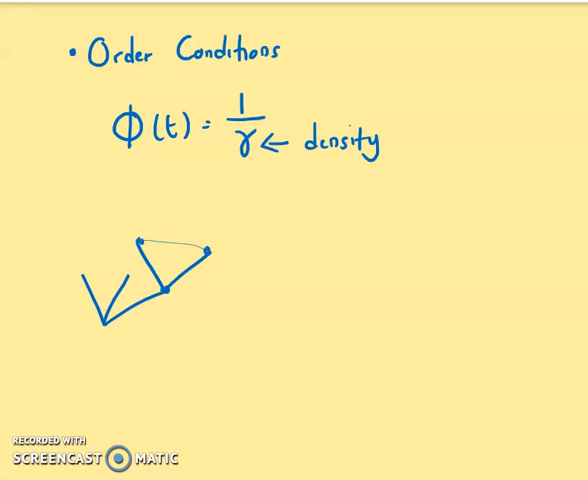 • Order Conditions
Φ(t) = 1/γ ← density
RECORDED WITH
SCREENCAST MATIC